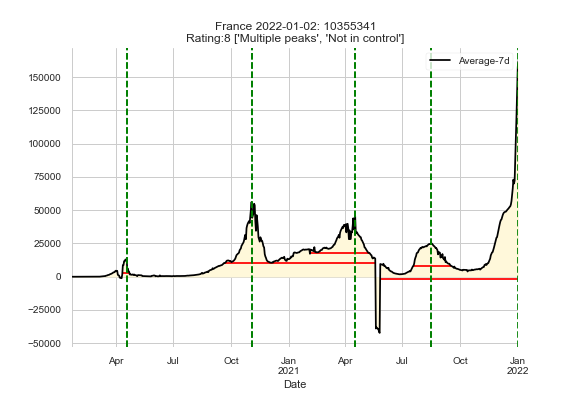 France 2022-01-02: 10355341
Rating:8 ['Multiple peaks', 'Not in control']
Average-7d
150000
125000
100000
75000
50000
25000
0
−25000
−50000
Apr
Jul
Oct
Jan
2021
Apr
Jul
Oct
Jan
2022
Date